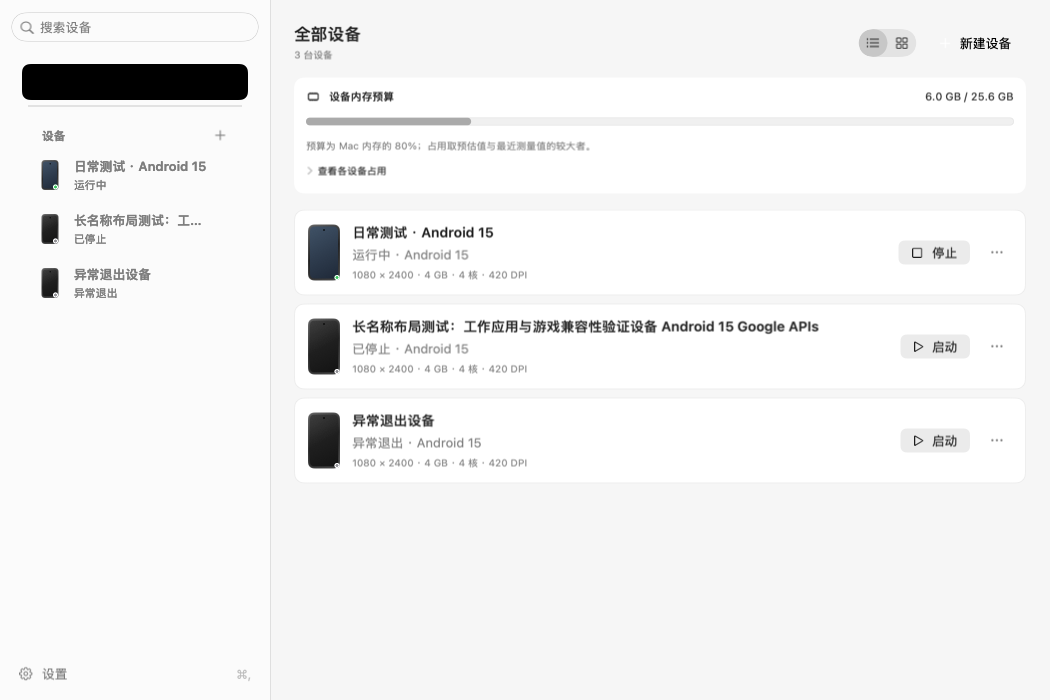 搜索设备
设备
日常测试 · Android 15
运行中
长名称布局测试：工...
已停止
异常退出设备
异常退出
设置
⌘,
全部设备
3 台设备
新建设备
设备内存预算
6.0 GB / 25.6 GB
预算为 Mac 内存的 80%；占用取预估值与最近测量值的较大者。
查看各设备占用
日常测试 · Android 15
运行中 · Android 15
1080 × 2400 · 4 GB · 4 核 · 420 DPI
停止
长名称布局测试：工作应用与游戏兼容性验证设备 Android 15 Google APIs
已停止 · Android 15
1080 × 2400 · 4 GB · 4 核 · 420 DPI
启动
异常退出设备
异常退出 · Android 15
1080 × 2400 · 4 GB · 4 核 · 420 DPI
启动